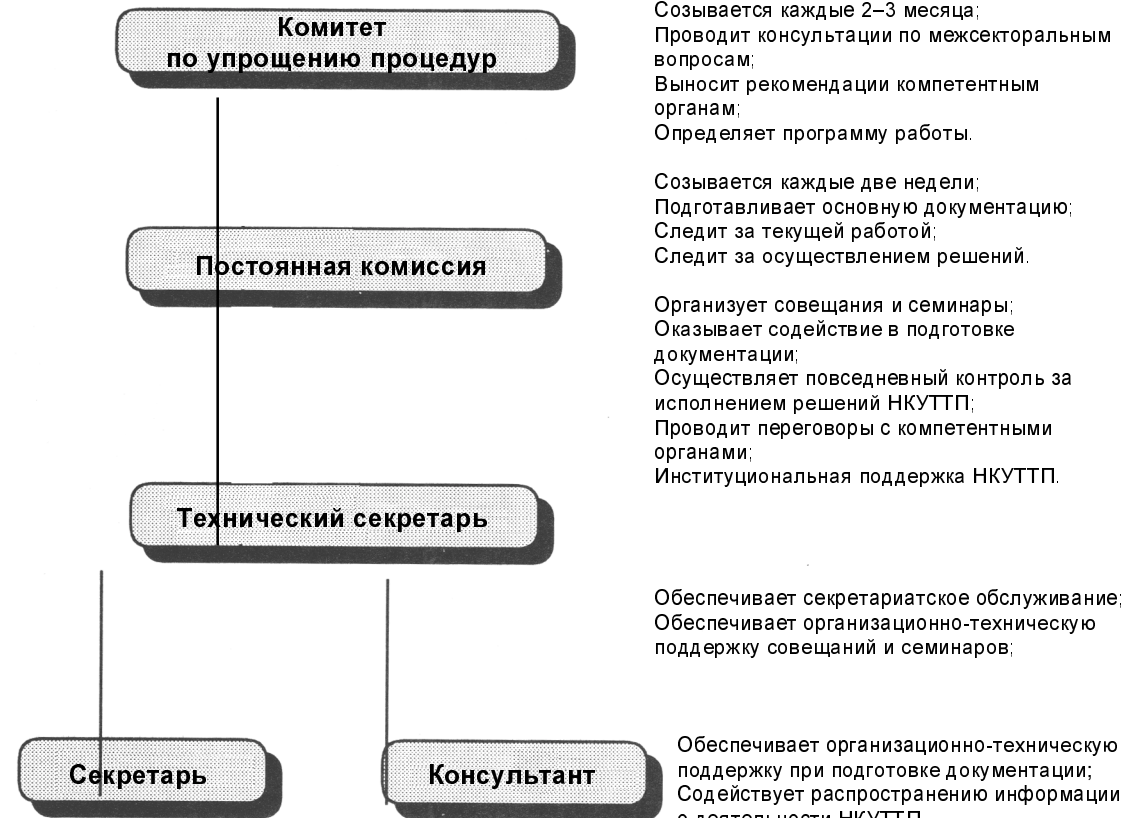 Комитет
по упрощению процедур
Созывается каждые 2–3 месяца;
Проводит консультации по межсекторальным
вопросам;
Выносит рекомендации компетентным
органам;
Определяет программу работы.
Постоянная комиссия
Созывается каждые две недели;
Подготавливает основную документацию;
Следит за текущей работой;
Следит за осуществлением решений.
Технический секретарь
Организует совещания и семинары;
Оказывает содействие в подготовке
документации;
Осуществляет повседневный контроль за
исполнением решений НКУТТП;
Проводит переговоры с компетентными
органами;
Институциональная поддержка НКУТТП.
Обеспечивает секретариатское обслуживание;
Обеспечивает организационно-техническую
поддержку совещаний и семинаров;
Секретарь
Консультант
Обеспечивает организационно-техническую
поддержку при подготовке документации;
Содействует распространению информации
о деятельности НКУТТП